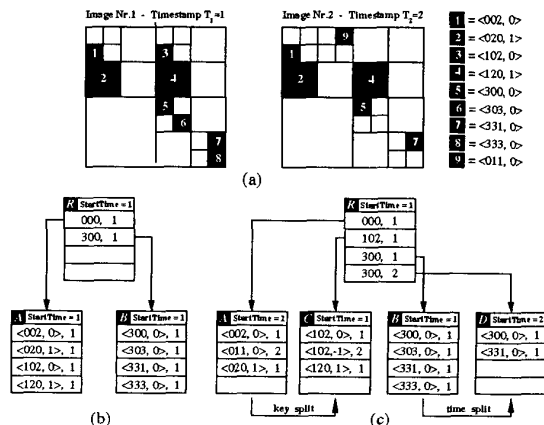 Image Nr.1 - Timestamp T1=1
Image Nr.2 - Timestamp T2=2
1 = <002, 0>
2 = <020, 1>
3 = <102, 0>
4 = <120, 1>
5 = <300, 0>
6 = <303, 0>
7 = <331, 0>
8 = <333, 0>
9 = <011, 0>
1 3
2 4
5
6
7
8
9
1
2 4
5
7
(a)
R StartTime = 1
000, 1
300, 1
A StartTime = 1
<002, 0>, 1
<020, 1>, 1
<102, 0>, 1
<120, 1>, 1
B StartTime = 1
<300, 0>, 1
<303, 0>, 1
<331, 0>, 1
<333, 0>, 1
(b)
R StartTime = 1
000, 1
102, 1
300, 1
300, 2
A StartTime = 1
<002, 0>, 1
<011, 0>, 2
<020, 1>, 1
C StartTime = 1
<102, 0>, 1
<102,-1>, 2
<120, 1>, 1
B StartTime = 1
<300, 0>, 1
<303, 0>, 1
<331, 0>, 1
<333, 0>, 1
D StartTime = 2
<300, 0>, 1
<331, 0>, 1
key split
time split
(c)